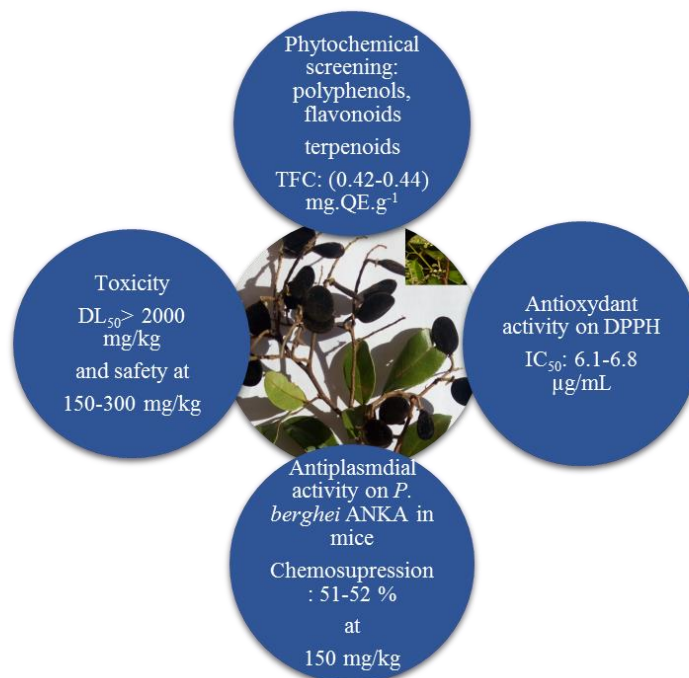 Phytochemical
screening:
polyphenols,
flavonoids
terpenoids
TFC: (0.42-0.44)
mg.QE.g⁻¹
Toxicity
DL₅₀> 2000
mg/kg
and safety at
150-300 mg/kg
Antioxydant
activity on DPPH
IC₅₀: 6.1-6.8
µg/mL
Antiplasmdial
activity on P.
berghei ANKA in
mice
Chemosupression
: 51-52 %
at
150 mg/kg